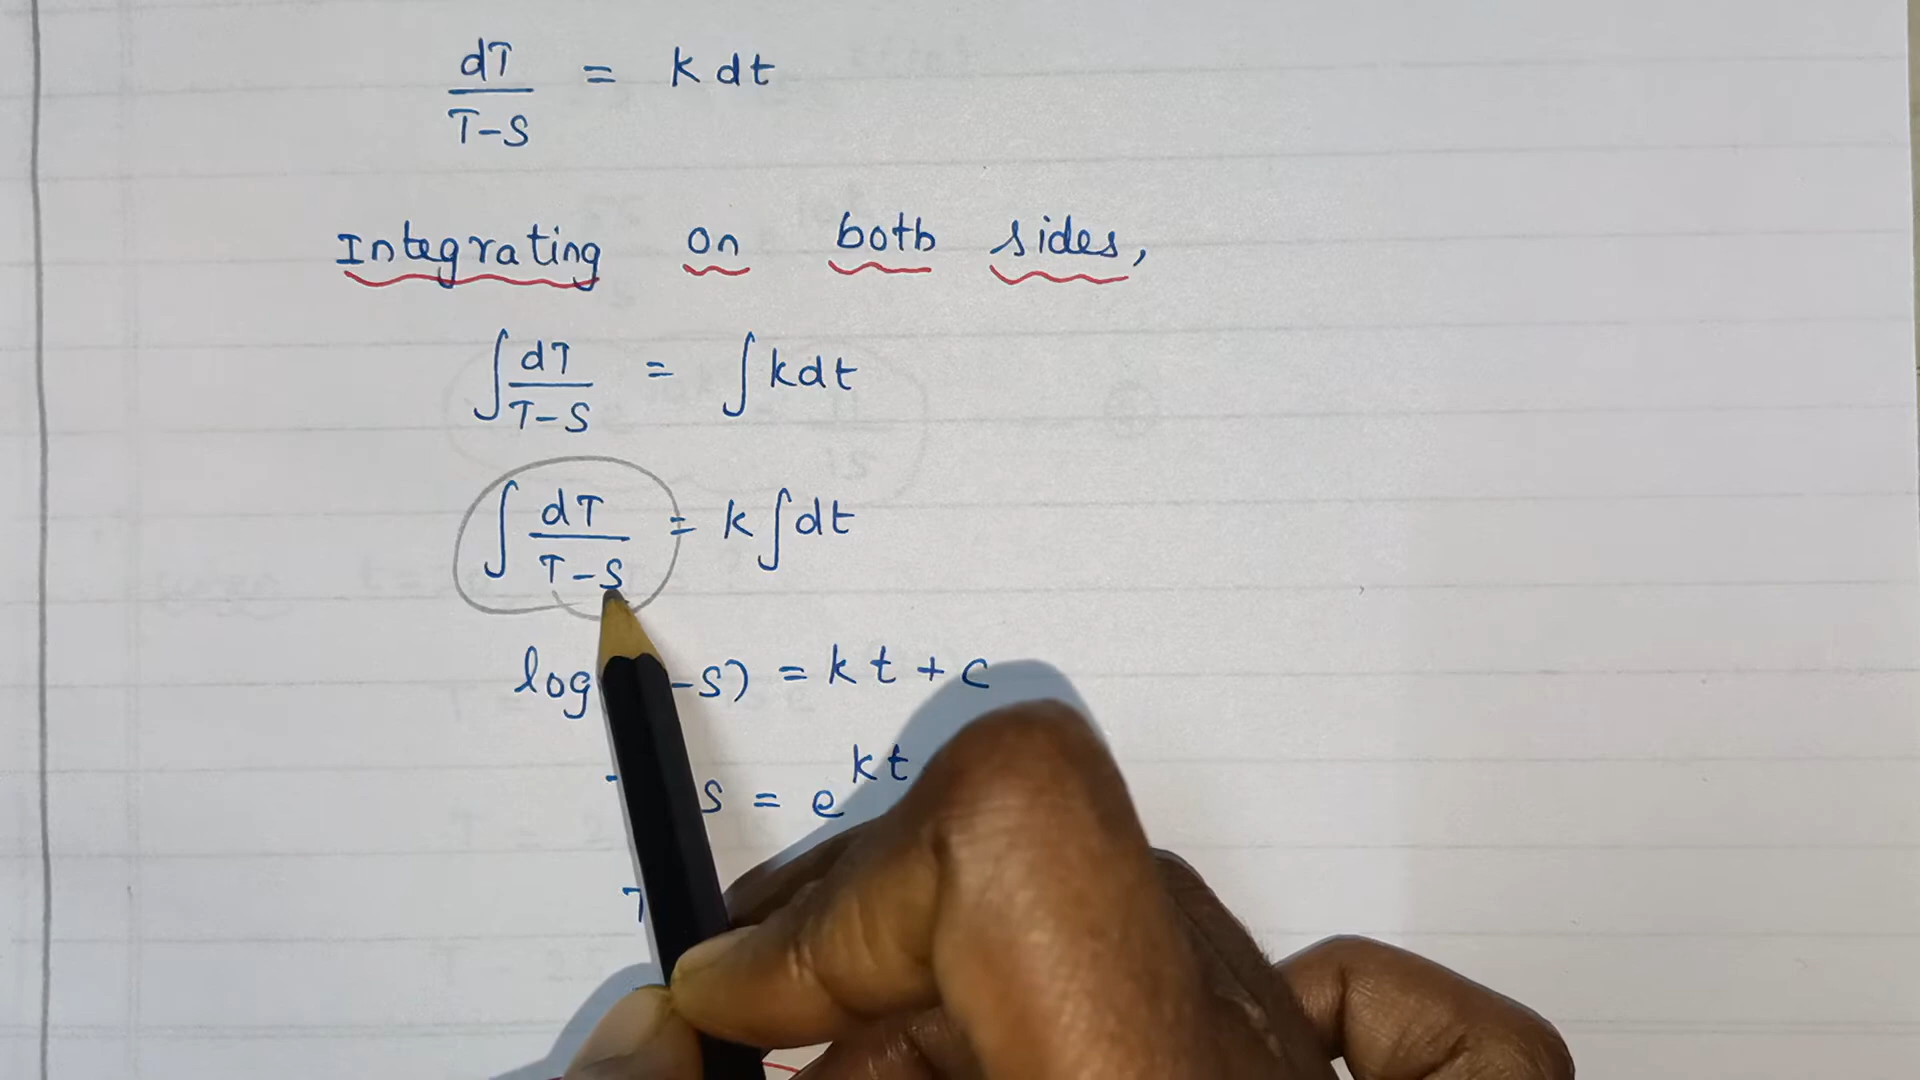 dT/T-S = k dt
Integrating on both sides,
∫ dT/T-S = ∫ k dt
∫ dT/T-S = k ∫ dt
log -S) = kt + c
S = e^kt